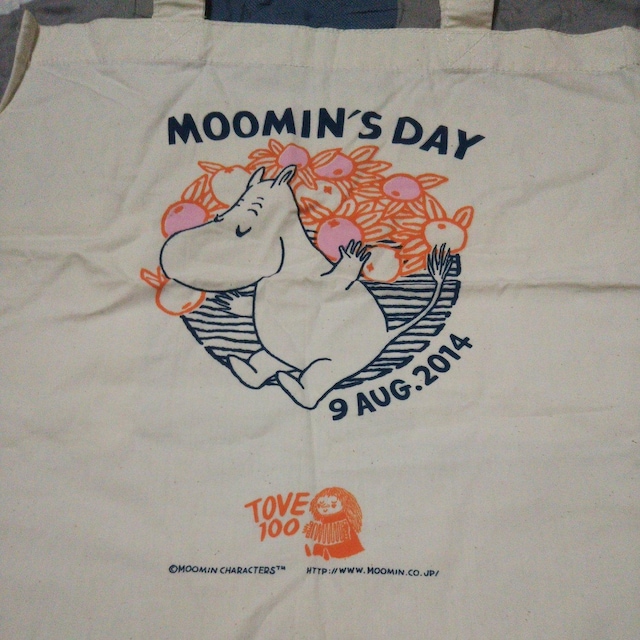 MOOMIN'S DAY
9 AUG. 2014
TOVE
100
©MOOMIN CHARACTERS™ HTTP://WWW.MOOMIN.CO.JP/